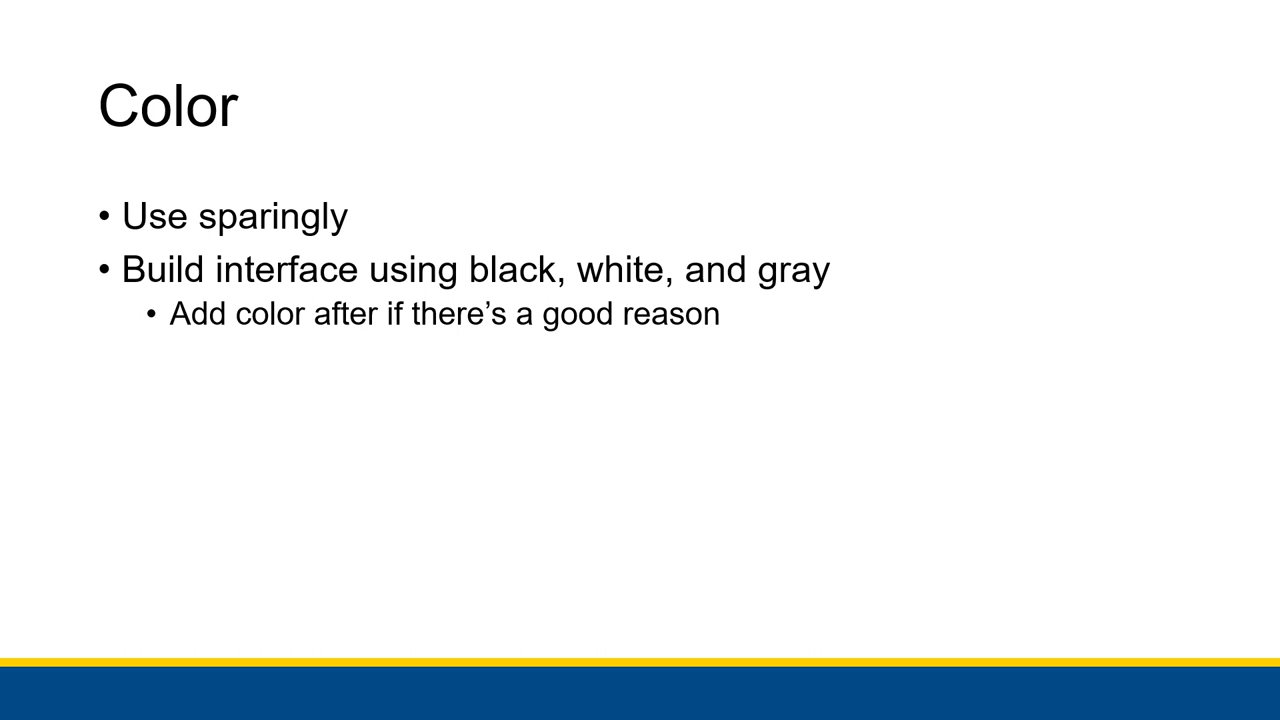 Color
• Use sparingly
• Build interface using black, white, and gray
• Add color after if there’s a good reason